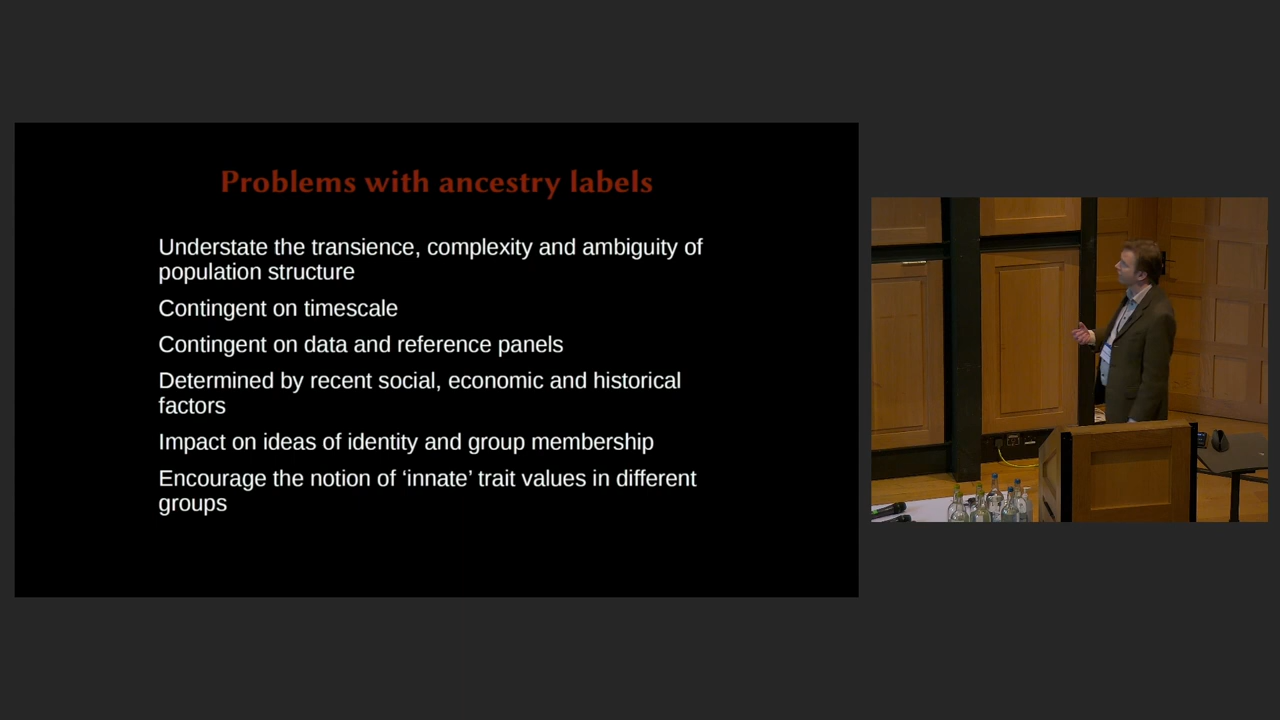 Problems with ancestry labels
Understate the transience, complexity and ambiguity of
population structure
Contingent on timescale
Contingent on data and reference panels
Determined by recent social, economic and historical
factors
Impact on ideas of identity and group membership
Encourage the notion of ‘innate’ trait values in different
groups